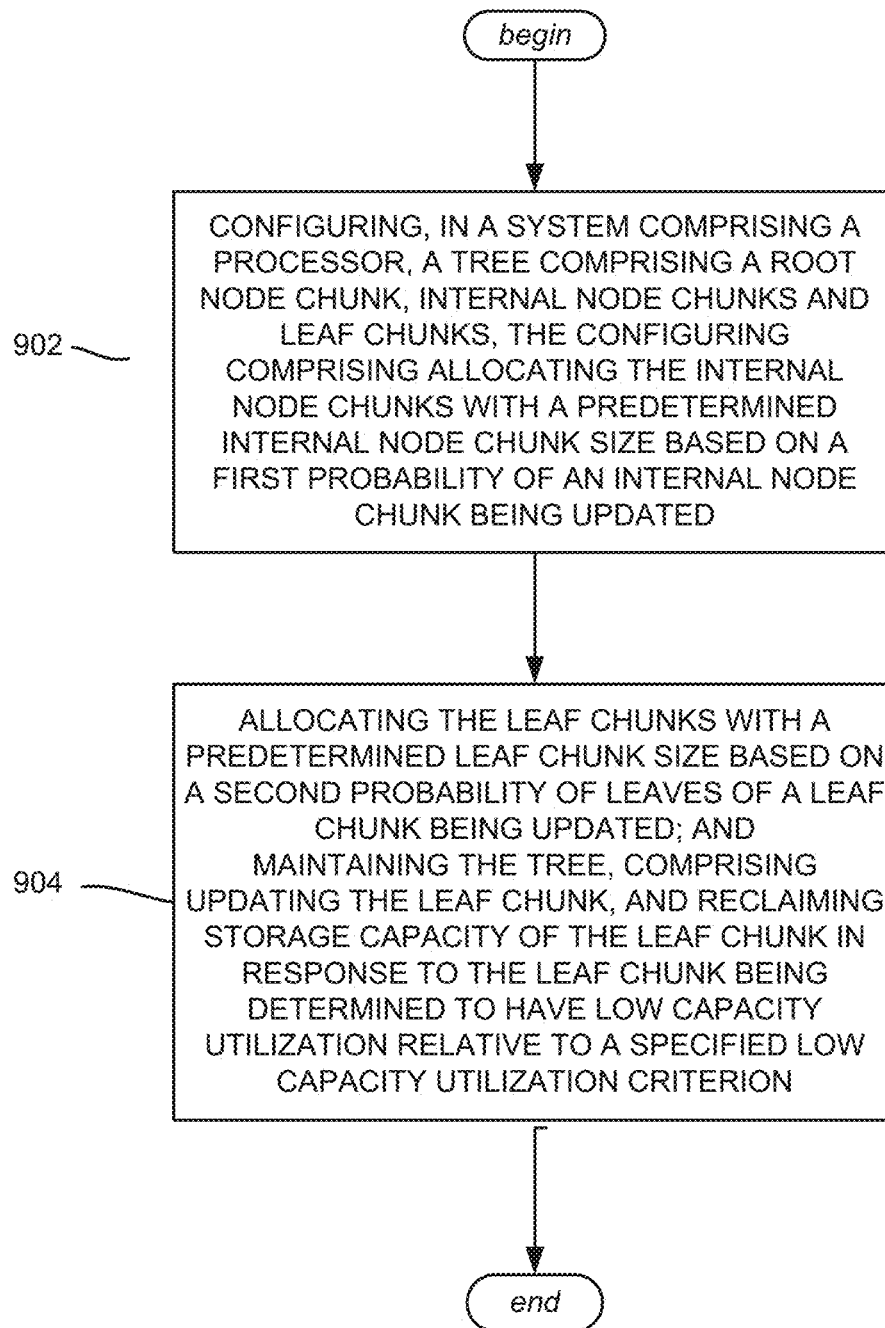 begin
902
CONFIGURING, IN A SYSTEM COMPRISING A
PROCESSOR, A TREE COMPRISING A ROOT
NODE CHUNK, INTERNAL NODE CHUNKS AND
LEAF CHUNKS, THE CONFIGURING
COMPRISING ALLOCATING THE INTERNAL
NODE CHUNKS WITH A PREDETERMINED
INTERNAL NODE CHUNK SIZE BASED ON A
FIRST PROBABILITY OF AN INTERNAL NODE
CHUNK BEING UPDATED
904
ALLOCATING THE LEAF CHUNKS WITH A
PREDETERMINED LEAF CHUNK SIZE BASED ON
A SECOND PROBABILITY OF LEAVES OF A LEAF
CHUNK BEING UPDATED; AND
MAINTAINING THE TREE, COMPRISING
UPDATING THE LEAF CHUNK, AND RECLAIMING
STORAGE CAPACITY OF THE LEAF CHUNK IN
RESPONSE TO THE LEAF CHUNK BEING
DETERMINED TO HAVE LOW CAPACITY
UTILIZATION RELATIVE TO A SPECIFIED LOW
CAPACITY UTILIZATION CRITERION
end